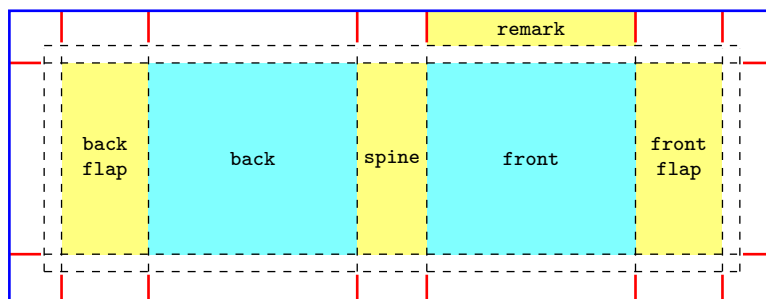 remark
back
flap
back
spine
front
front
flap